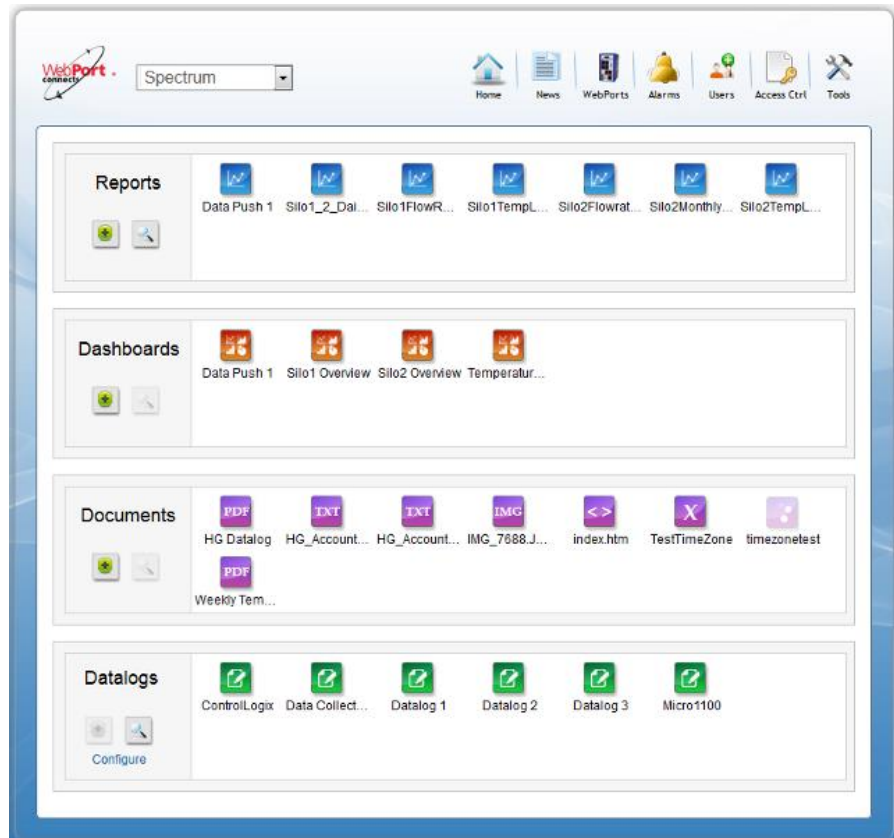 WebPort.
connects
Spectrum
Home News WebPorts Alarms Users Access Ctrl Tools
Reports
Data Push 1 Silo1_2_Dai... Silo1FlowR... Silo1TempL... Silo2Flowrat... Silo2Monthly... Silo2TempL...
Dashboards
Data Push 1 Silo1 Overview Silo2 Overview Temperatur...
Documents
PDF TXT TXT IMG <> X
HG Datalog HG_Account... HG_Account... IMG_7688.J... index.htm TestTimeZone timezonetest
PDF
Weekly Tem...
Datalogs
ControlLogix Data Collect... Datalog 1 Datalog 2 Datalog 3 Micro1100
Configure